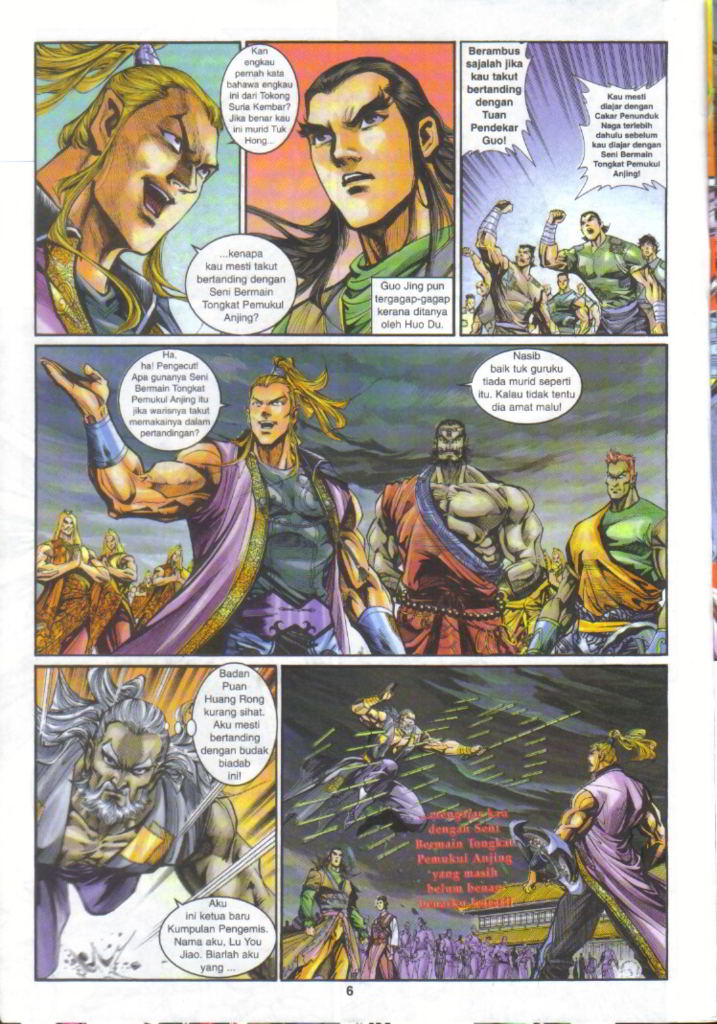 Kan
engkau
pernah kata
bahawa engkau
ini dari Tokong
Suria Kembar?
Jika benar kau
ini murid Tuk
Hong...
...kenapa
kau mesti takut
bertanding dengan
Seni Bermain
Tongkat Pemukul
Anjing?
Guo Jing pun
tergagap-gagap
kerana ditanya
oleh Huo Du.
Berambus
sajalah jika
kau takut
bertanding
dengan
Tuan
Pendekar
Guo!
Kau mesti
diajar dengan
Cakar Penunduk
Naga terlebih
dahulu sebelum
kau diajar dengan
Seni Bermain
Tongkat Pemukul
Anjing!
Ha,
ha! Pengecut!
Apa gunanya Seni
Bermain Tongkat
Pemukul Anjing itu
jika warisnya takut
memakainya dalam
pertandingan?
Nasib
baik tuk guruku
tiada murid seperti
itu. Kalau tidak tentu
dia amat malu!
Badan
Puan
Huang Rong
kurang sihat.
Aku mesti
bertanding
dengan budak
biadab
ini!
Aku
ini ketua baru
Kumpulan Pengemis.
Nama aku, Lu You
Jiao. Biarlah aku
yang ...
kau
dengan Seni
Bermain Tongkat
Pemukul Anjing
yang masih
belum
6